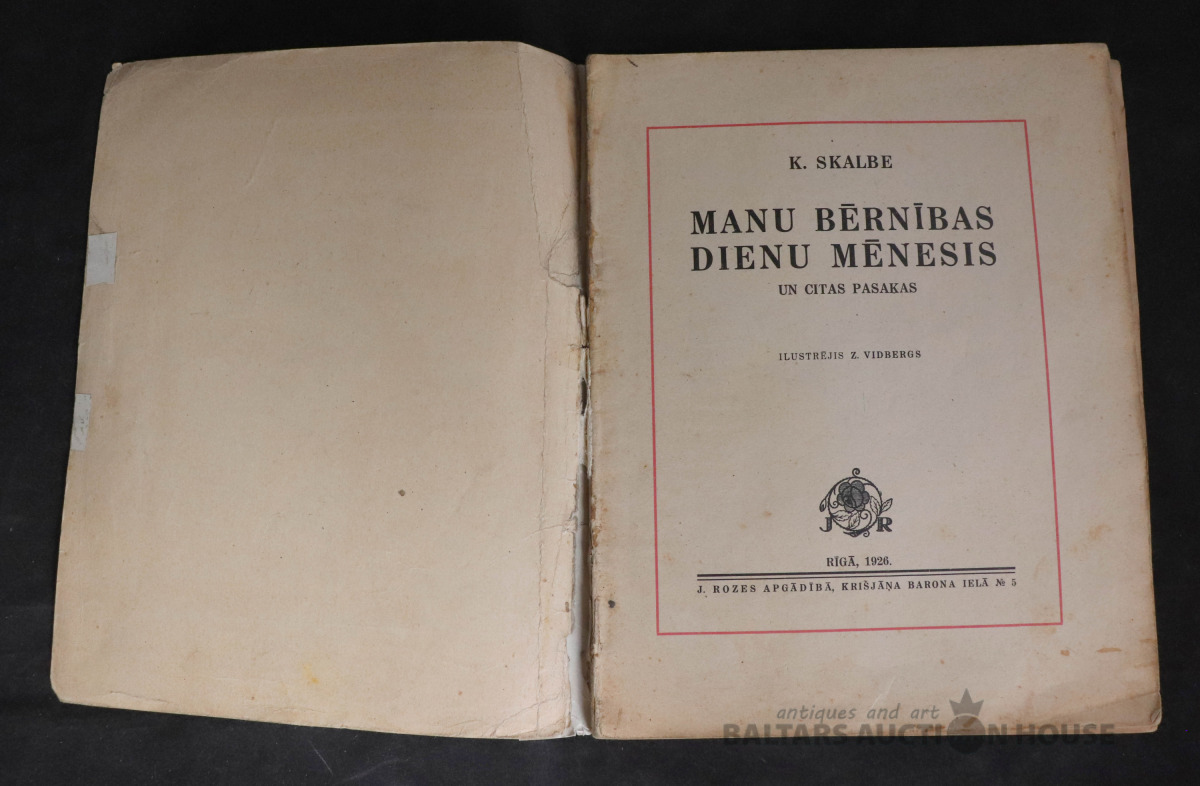 K. SKALBE
MANU BĒRNĪBAS
DIENU MĒNESIS
UN CITAS PASAKAS
ILUSTRĒJIS Z. VIDBERGS
J R
RĪGĀ, 1926.
J. ROZES APGĀDĪBĀ, KRIŠJĀŅA BARONA IELĀ № 5
antiques and art
BALTARS AUCTION HOUSE